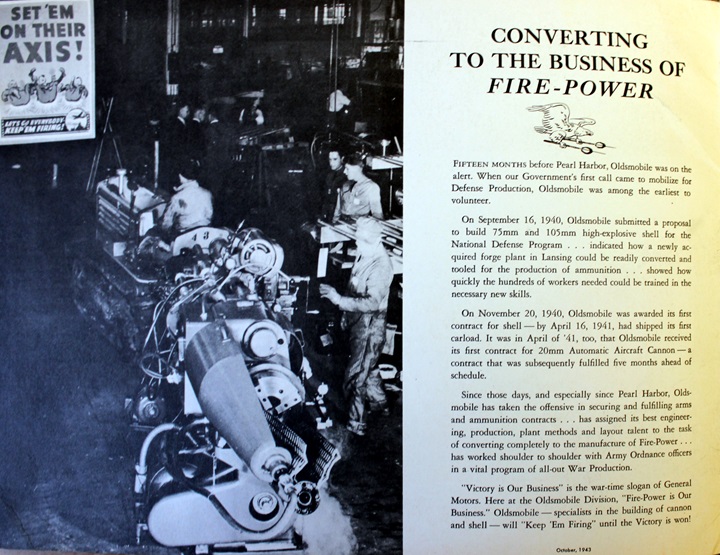 SET 'EM
ON THEIR
AXIS!
LET'S GO EVERYBODY
KEEP 'EM FIRING!
4 3
CONVERTING
TO THE BUSINESS OF
FIRE-POWER
FIFTEEN MONTHS before Pearl Harbor, Oldsmobile was on the
alert. When our Government's first call came to mobilize for
Defense Production, Oldsmobile was among the earliest to
volunteer.
On September 16, 1940, Oldsmobile submitted a proposal
to build 75mm and 105mm high-explosive shell for the
National Defense Program . . . indicated how a newly ac-
quired forge plant in Lansing could be readily converted and
tooled for the production of ammunition . . . showed how
quickly the hundreds of workers needed could be trained in the
necessary new skills.
On November 20, 1940, Oldsmobile was awarded its first
contract for shell — by April 16, 1941, had shipped its first
carload. It was in April of '41, too, that Oldsmobile received
its first contract for 20mm Automatic Aircraft Cannon — a
contract that was subsequently fulfilled five months ahead of
schedule.
Since those days, and especially since Pearl Harbor, Olds-
mobile has taken the offensive in securing and fulfilling arms
and ammunition contracts . . . has assigned its best engineer-
ing, production, plant methods and layout talent to the task
of converting completely to the manufacture of Fire-Power . . .
has worked shoulder to shoulder with Army Ordnance officers
in a vital program of all-out War Production.
"Victory is Our Business" is the war-time slogan of General
Motors. Here at the Oldsmobile Division, "Fire-Power is Our
Business." Oldsmobile — specialists in the building of cannon
and shell — will "Keep 'Em Firing" until the Victory is won!
October, 1943